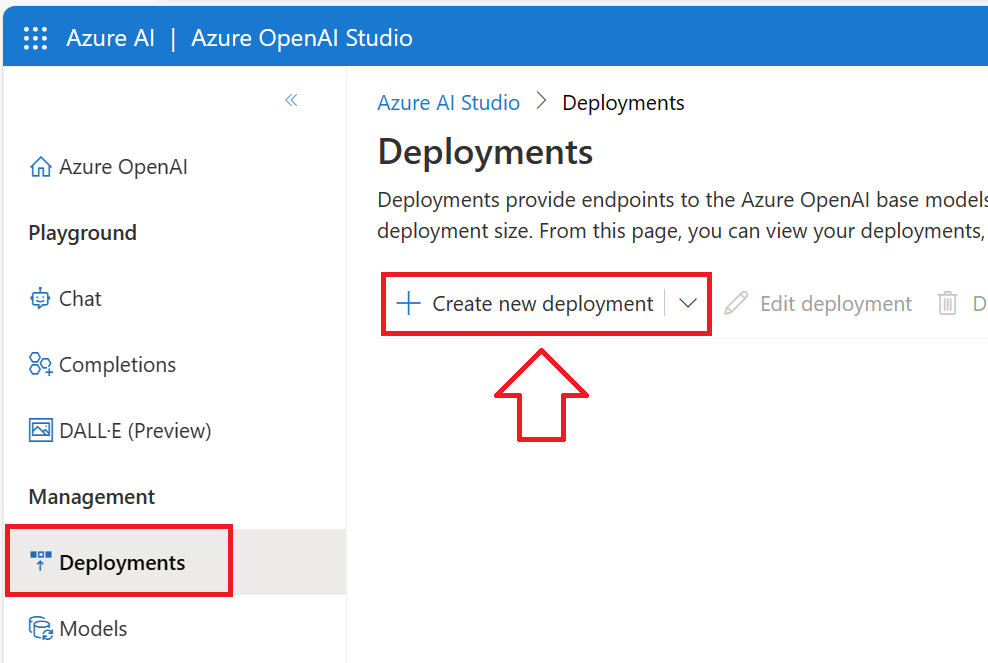 Azure AI | Azure OpenAI Studio
Azure OpenAI
Playground
Chat
Completions
DALL·E (Preview)
Management
Deployments
Models
Azure AI Studio > Deployments
Deployments
Deployments provide endpoints to the Azure OpenAI base models
deployment size. From this page, you can view your deployments,
Create new deployment
Edit deployment
D